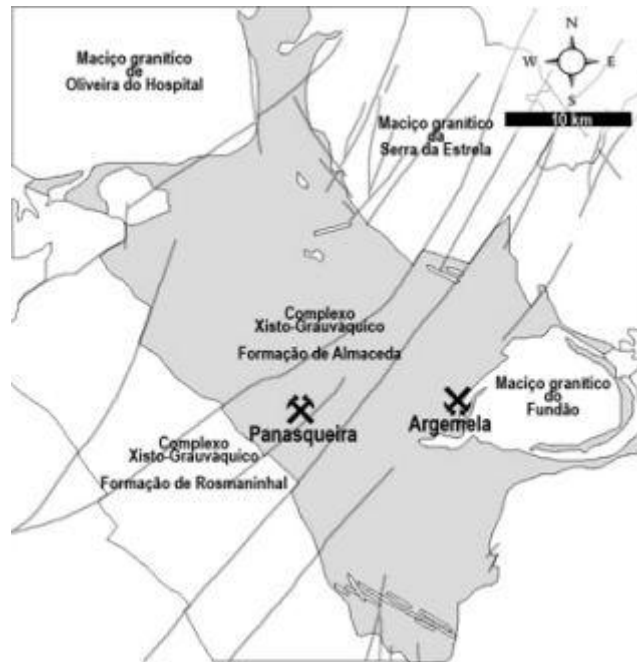 Maciço granítico
de
Oliveira do Hospital
N
W
E
S
10 km
Maciço granítico
da
Serra da Estrela
Complexo
Xisto-Grauváquico
Formação de Almaceda
Maciço granítico
do
Fundão
Panasqueira
Argemela
Complexo
Xisto-Grauváquico
Formação de Rosmaninhal